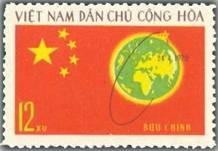 VIỆT NAM DÂN CHỦ CỘNG HÒA
12 XU
BƯU CHÍNH